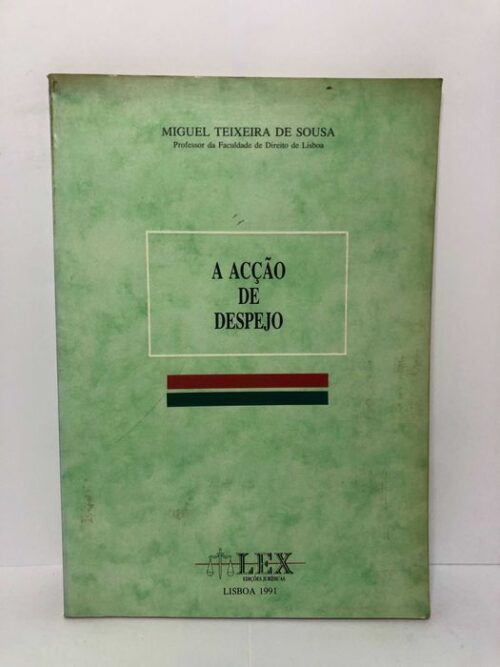 MIGUEL TEIXEIRA DE SOUSA
Professor da Faculdade de Direito de Lisboa
A ACÇÃO
DE
DESPEJO
LEX
EDIÇÕES JURÍDICAS
LISBOA 1991